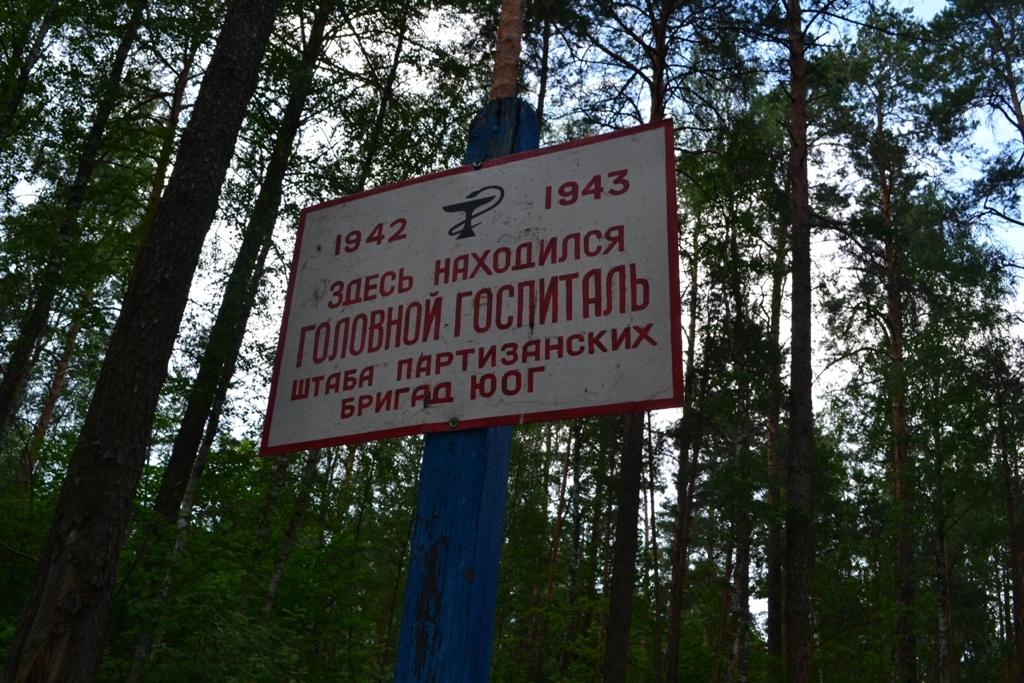 1942 1943
ЗДЕСЬ НАХОДИЛСЯ
ГОЛОВНОЙ ГОСПИТАЛЬ
ШТАБА ПАРТИЗАНСКИХ
БРИГАД ЮОГ